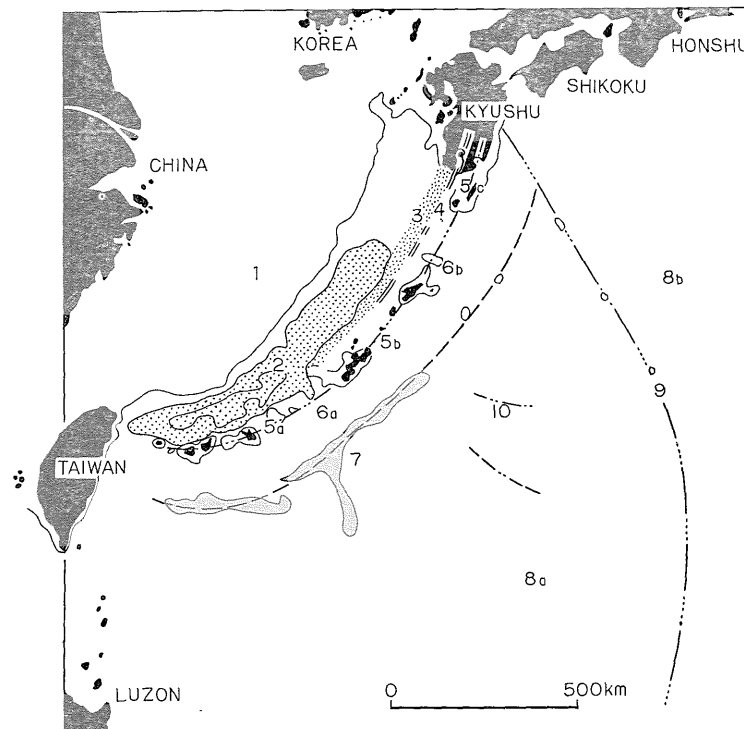 KOREA
HONSHU
SHIKOKU
KYUSHU
CHINA
5c
3
4
1
6b
8b
5b
2
9
6a
10
5a
7
TAIWAN
8a
0
500km
LUZON